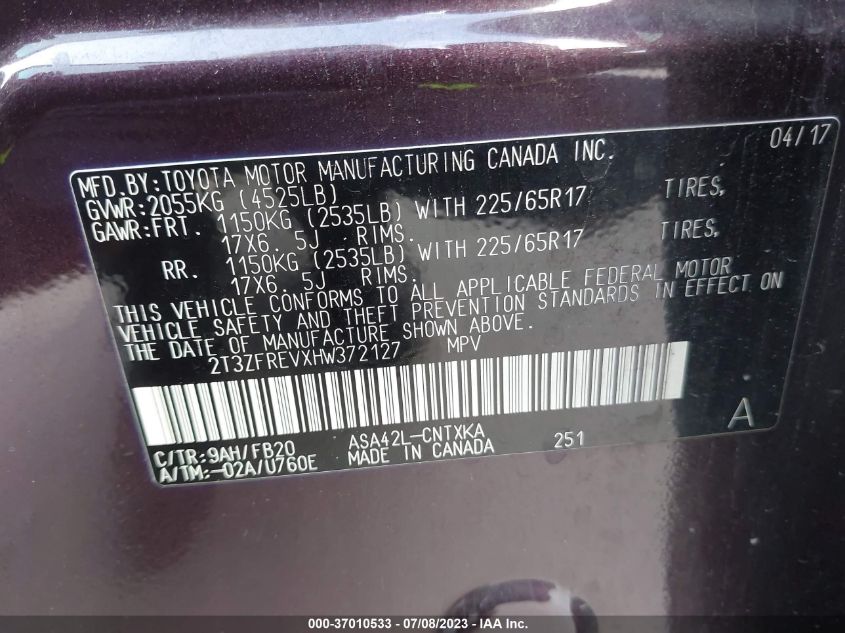 04/17
MFD.BY:TOYOTA MOTOR MANUFACTURING CANADA INC.
GVWR:2055KG (4525LB)
GAWR:FRT. 1150KG (2535LB) WITH 225/65R17 TIRES,
17X6. 5J RIMS.
RR. 1150KG (2535LB) WITH 225/65R17 TIRES,
17X6. 5J RIMS.
THIS VEHICLE CONFORMS TO ALL APPLICABLE FEDERAL MOTOR
VEHICLE SAFETY AND THEFT PREVENTION STANDARDS IN EFFECT ON
THE DATE OF MANUFACTURE SHOWN ABOVE.
2T3ZFREVXHW372127 MPV
A
C/TR:9AH/FB20 ASA42L-CNTXKA 251
A/TM:-02A/U760E MADE IN CANADA
000-37010533 - 07/08/2023 - IAA Inc.